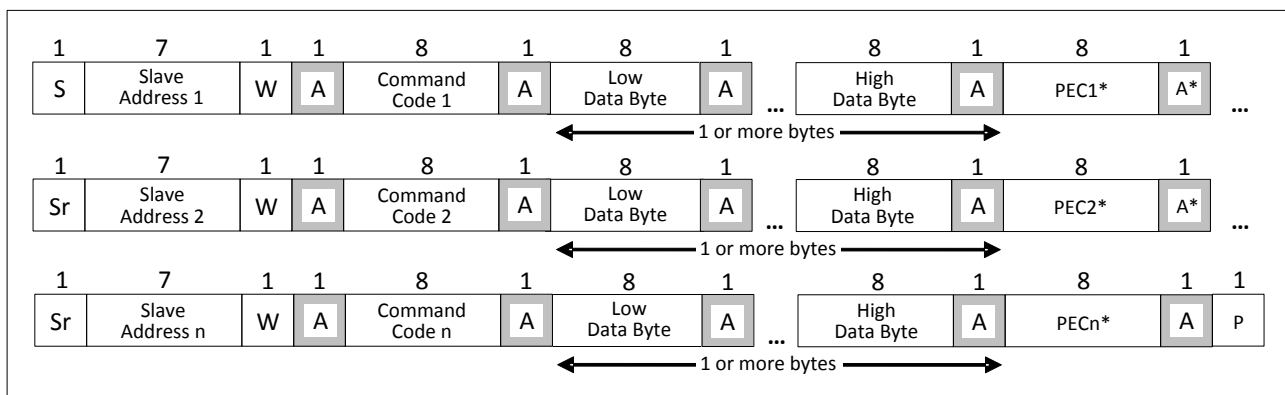 1 7 1 1 8 1 8 1 8 1 8 1
S Slave Address 1 W A Command Code 1 A Low Data Byte A ... High Data Byte A PEC1* A* ...
1 or more bytes
1 7 1 1 8 1 8 1 8 1 8 1
Sr Slave Address 2 W A Command Code 2 A Low Data Byte A ... High Data Byte A PEC2* A* ...
1 or more bytes
1 7 1 1 8 1 8 1 8 1 8 1 1
Sr Slave Address n W A Command Code n A Low Data Byte A ... High Data Byte A PECn* A P
1 or more bytes